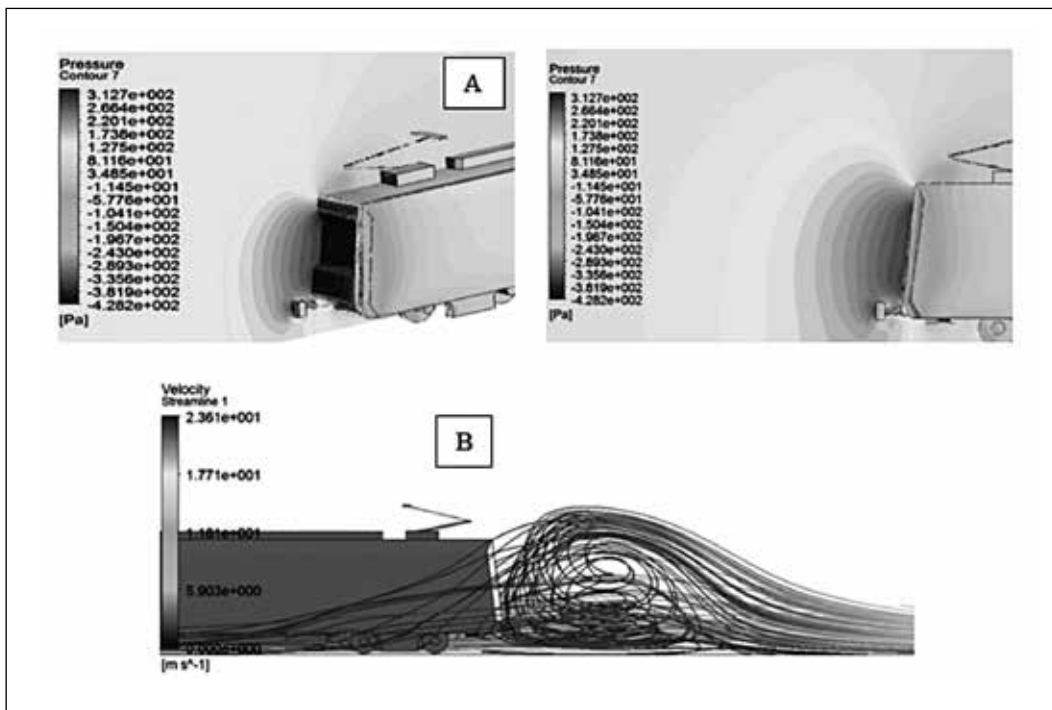 Pressure
Contour 7
3.127e+002
2.664e+002
2.201e+002
1.738e+002
1.275e+002
8.116e+001
3.485e+001
-1.145e+001
-5.776e+001
-1.041e+002
-1.504e+002
-1.967e+002
-2.430e+002
-2.893e+002
-3.356e+002
-3.819e+002
-4.282e+002
[Pa]
A
Pressure
Contour 7
3.127e+002
2.664e+002
2.201e+002
1.738e+002
1.275e+002
8.116e+001
3.485e+001
-1.145e+001
-5.776e+001
-1.041e+002
-1.504e+002
-1.967e+002
-2.430e+002
-2.893e+002
-3.356e+002
-3.819e+002
-4.282e+002
[Pa]
Velocity
Streamline 1
2.361e+001
1.771e+001
1.181e+001
5.903e+000
0.000e+000
[m s^-1]
B